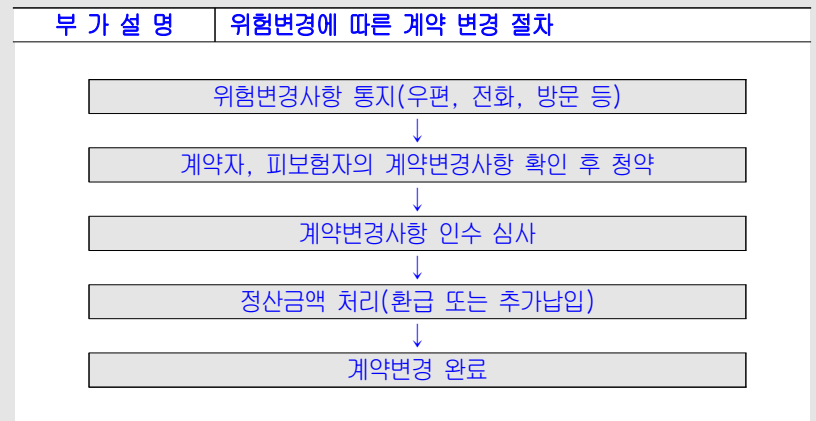 부 가 설 명 위험변경에 따른 계약 변경 절차
위험변경사항 통지(우편, 전화, 방문 등)
↓
계약자, 피보험자의 계약변경사항 확인 후 청약
↓
계약변경사항 인수 심사
↓
정산금액 처리(환급 또는 추가납입)
↓
계약변경 완료